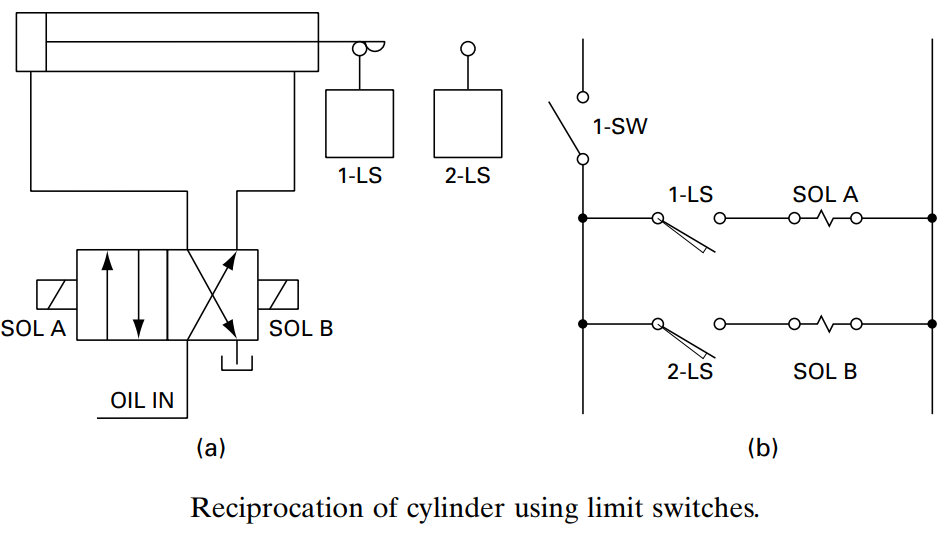 1-LS
2-LS
SOL A
SOL B
OIL IN
(a)
1-SW
1-LS
SOL A
2-LS
SOL B
(b)
Reciprocation of cylinder using limit switches.